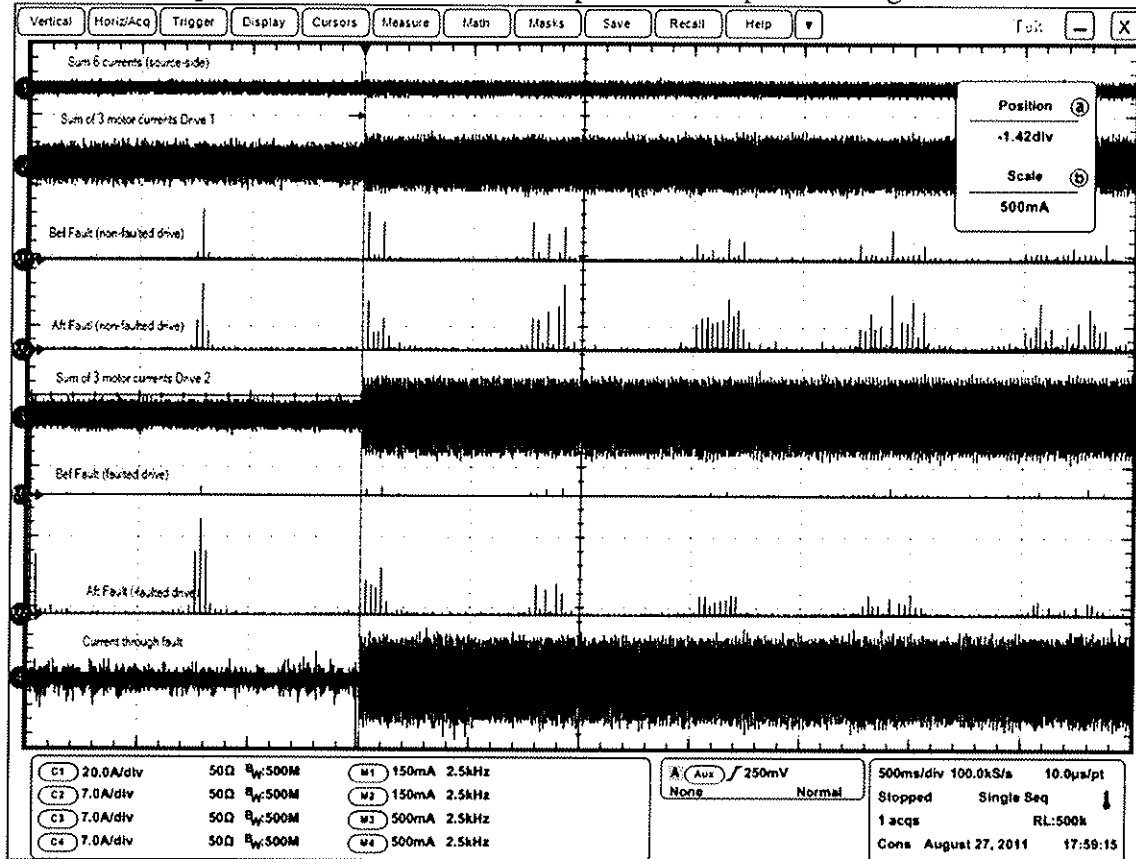 Vertical Horiz/Acq Trigger Display Cursors Measure Math Masks Save Recall Help
Sum 6 currents (source-side)
Sum of 3 motor currents Drive 1
Position a
-1.42div
Scale b
500mA
Bef Fault (non-faulted drive)
Aft Fault (non-faulted drive)
Sum of 3 motor currents Drive 2
Bef Fault (faulted drive)
Aft Fault (faulted drive)
Current through fault
C1 20.0A/div 50Ω BW:500M M1 150mA 2.5kHz
C2 7.0A/div 50Ω BW:500M M2 150mA 2.5kHz
C3 7.0A/div 50Ω BW:500M M3 500mA 2.5kHz
C4 7.0A/div 50Ω BW:500M M4 500mA 2.5kHz
A Aux 250mV
None Normal
500ms/div 100.0kS/s 10.0µs/pt
Stopped Single Seq
1 acqs RL:500k
Cons August 27, 2011 17:59:15